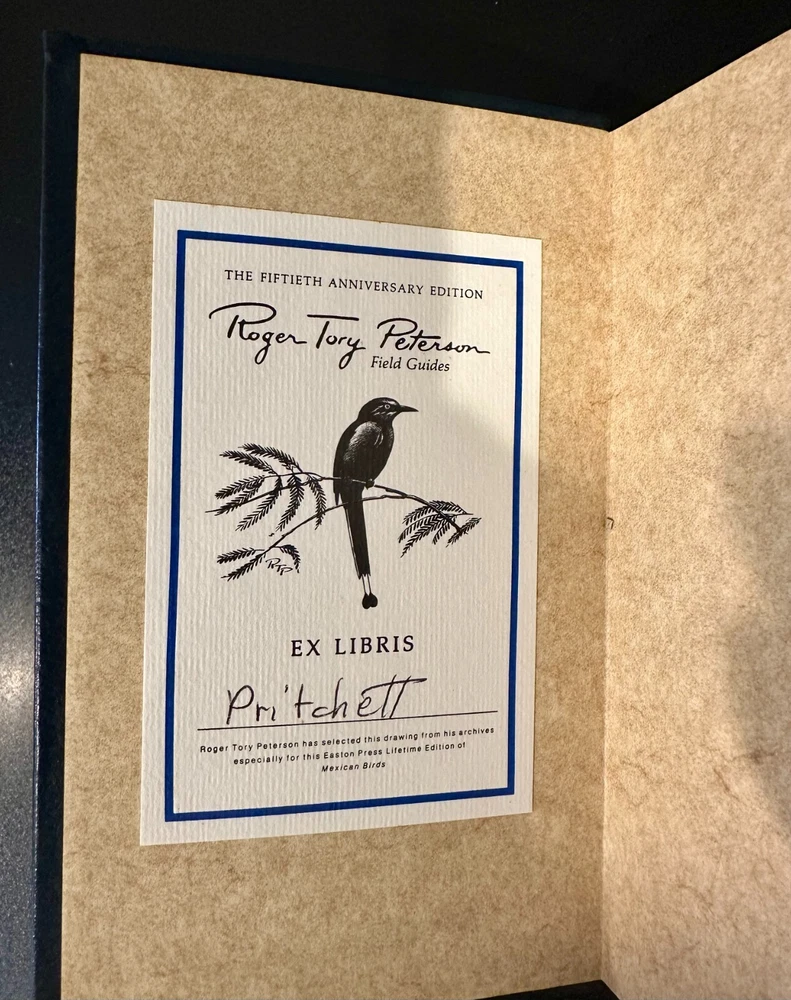 THE FIFTIETH ANNIVERSARY EDITION
Roger Tory Peterson
Field Guides
RTP
EX LIBRIS
Pritchett
Roger Tory Peterson has selected this drawing from his archives
especially for this Easton Press Lifetime Edition of
Mexican Birds